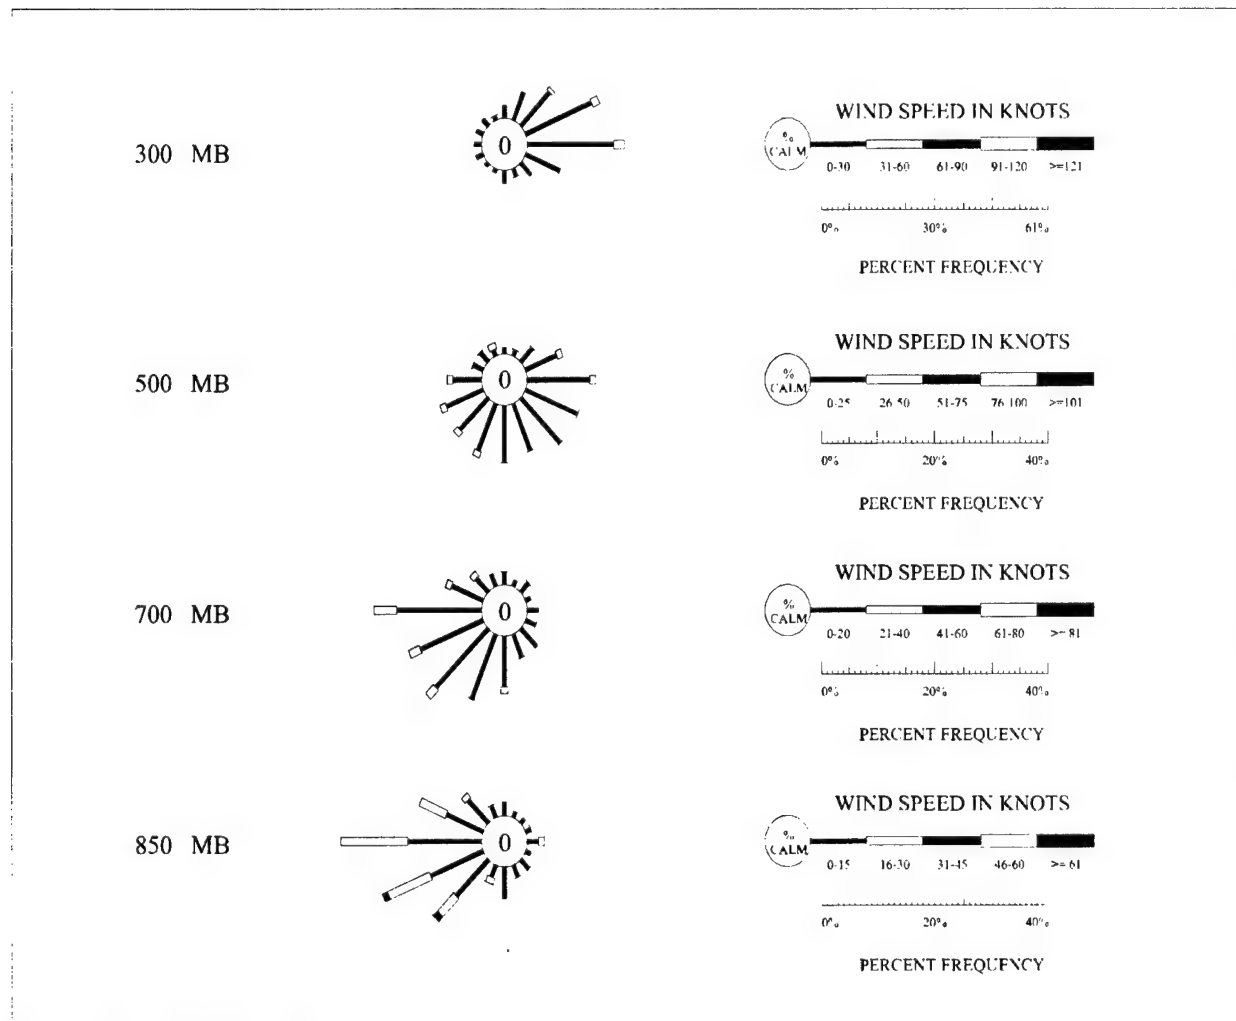 WIND SPEED IN KNOTS
300 MB
0
%
CALM
0-30 31-60 61-90 91-120 >=121
0% 30% 61%
PERCENT FREQUENCY
WIND SPEED IN KNOTS
500 MB
0
%
CALM
0-25 26-50 51-75 76-100 >=101
0% 20% 40%
PERCENT FREQUENCY
WIND SPEED IN KNOTS
700 MB
0
%
CALM
0-20 21-40 41-60 61-80 >=81
0% 20% 40%
PERCENT FREQUENCY
WIND SPEED IN KNOTS
850 MB
0
%
CALM
0-15 16-30 31-45 46-60 >=61
0% 20% 40%
PERCENT FREQUENCY